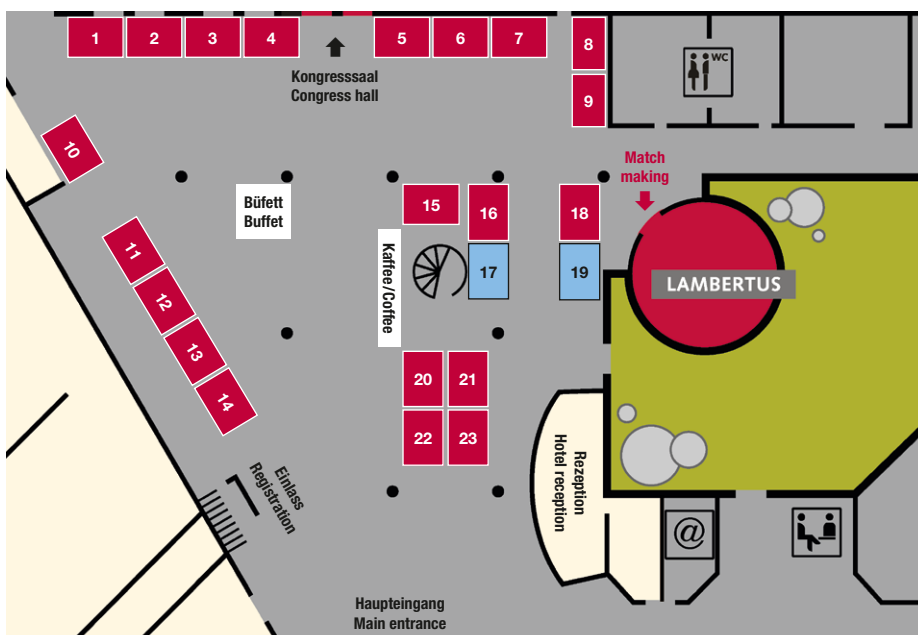 1
2
3
4
5
6
7
8
9
Kongresssaal
Congress hall
WC
10
Match
making
Büfett
Buffet
15
16
18
11
Kaffee/Coffee
17
19
LAMBERTUS
12
13
14
20
21
22
23
Einlass
Registration
Rezeption
Hotel reception
@
Haupteingang
Main entrance